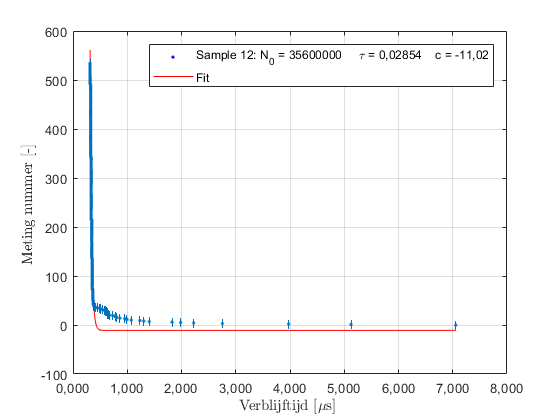 600
500
400
300
200
100
0
-100
Meting nummer [-]
Sample 12: N_0 = 35600000 τ = 0,02854 c = -11,02
Fit
0,000 1,000 2,000 3,000 4,000 5,000 6,000 7,000 8,000
Verblijftijd [μs]